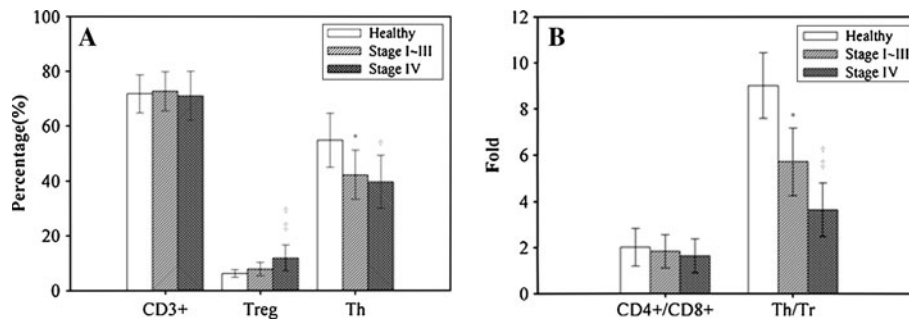 A
Healthy
Stage I~III
Stage IV
Percentage(%)
100
80
60
40
20
0
*
†
†
‡
CD3+
Treg
Th
B
Healthy
Stage I~III
Stage IV
Fold
12
10
8
6
4
2
0
*
†
‡
CD4+/CD8+
Th/Tr